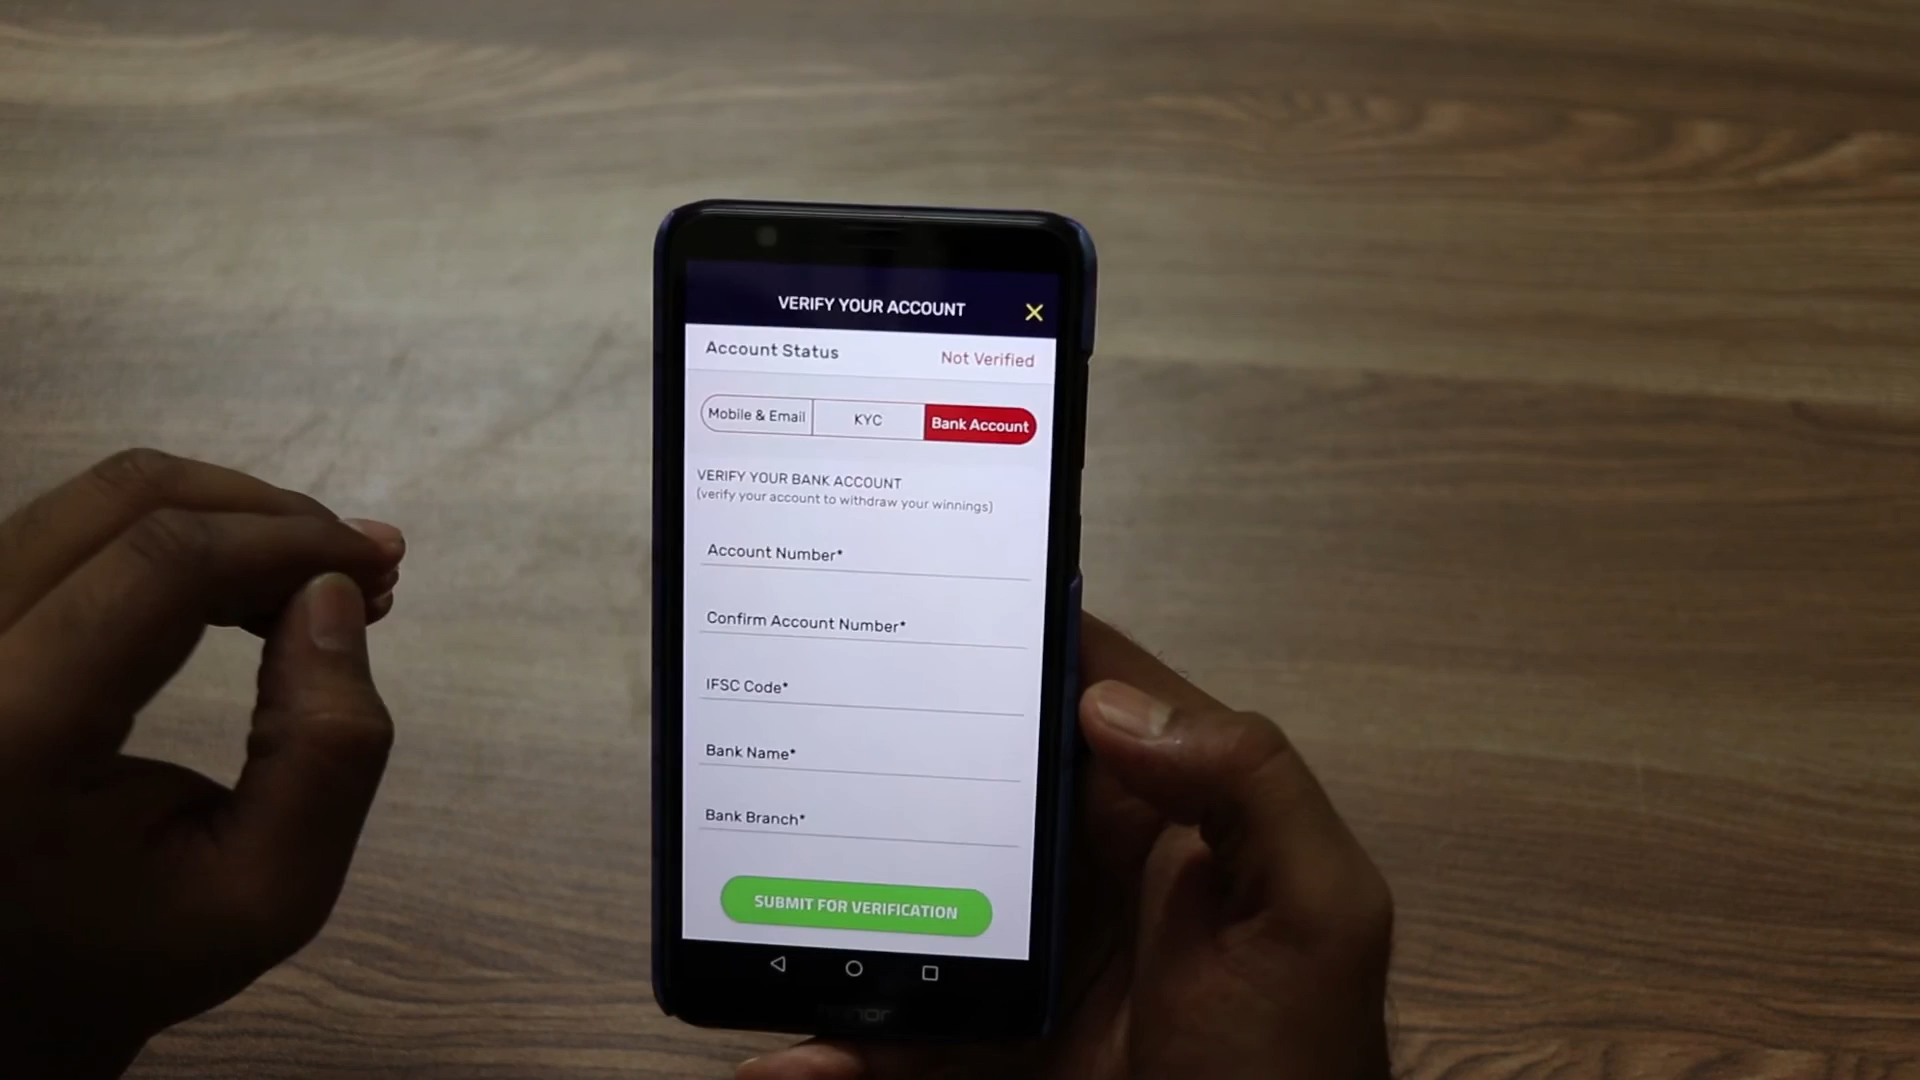 VERIFY YOUR ACCOUNT
Account Status Not Verified
Mobile & Email KYC Bank Account
VERIFY YOUR BANK ACCOUNT
(verify your account to withdraw your winnings)
Account Number*
Confirm Account Number*
IFSC Code*
Bank Name*
Bank Branch*
SUBMIT FOR VERIFICATION
honor